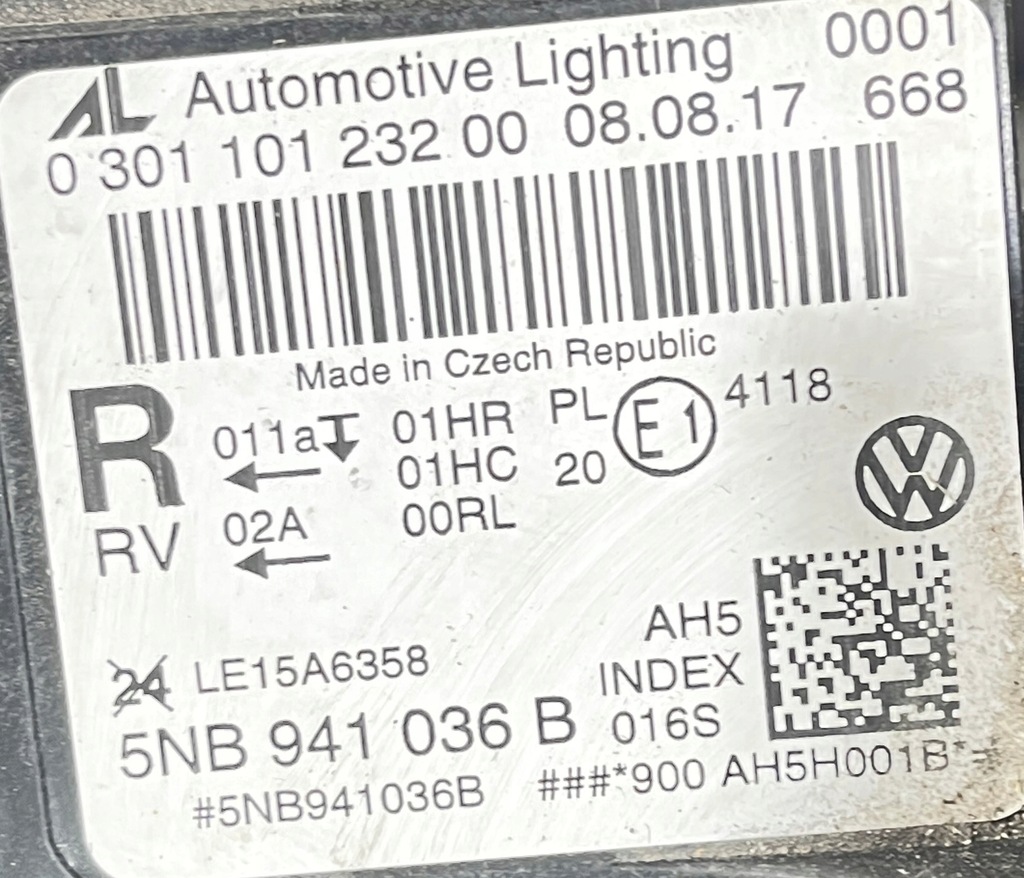 AL Automotive Lighting 0001
0 301 101 232 00 08.08.17 668
Made in Czech Republic
R 011a 01HR PL E1 4118
01HC 20
RV 02A 00RL
AH5
24 LE15A6358 INDEX
5NB 941 036 B 016S
#5NB941036B ###*900 AH5H001B*